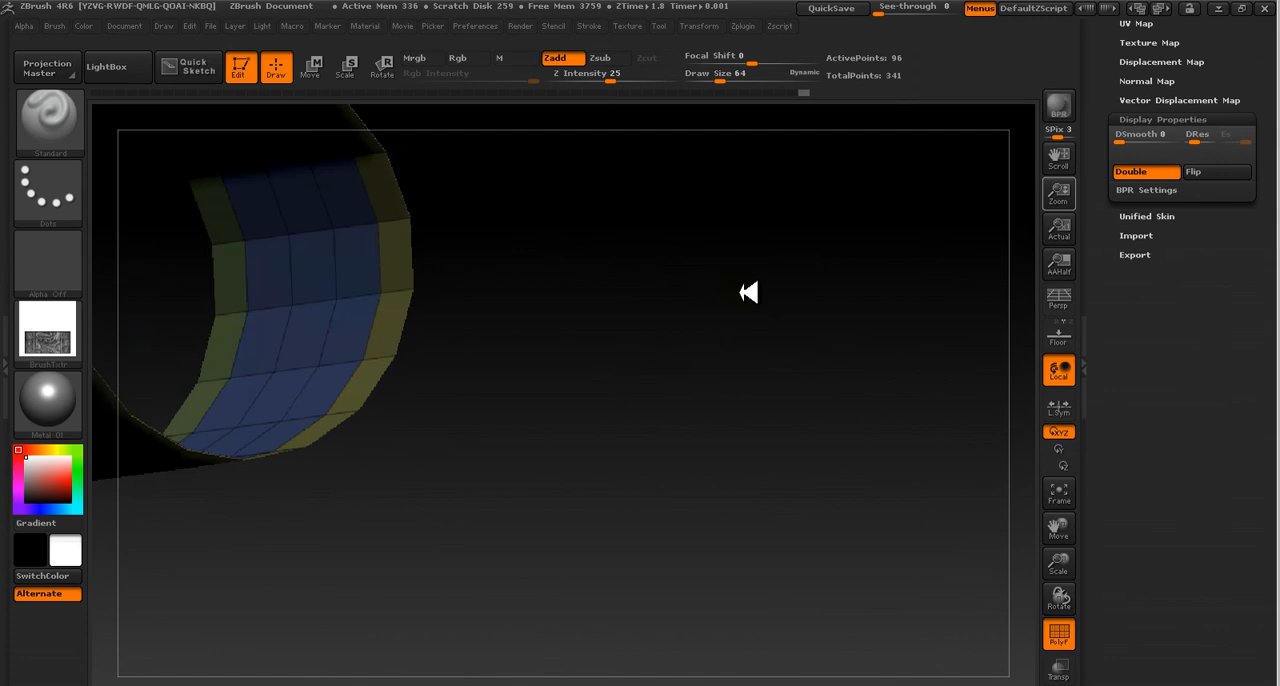 ZBrush 4R6 [YZVG-RWDF-QMLG-QOAI-NKBQ] ZBrush Document • Active Mem 336 • Scratch Disk 259 • Free Mem 3759 • ZTime▸1.8 Timer▸0.001 QuickSave See-through 0 Menus DefaultZScript
Alpha Brush Color Document Draw Edit File Layer Light Macro Marker Material Movie Picker Preferences Render Stencil Stroke Texture Tool Transform Zplugin Zscript
Projection Master
LightBox
Quick Sketch
Edit
Draw
Move
Scale
Rotate
Mrgb Rgb M
Rgb Intensity
Zadd Zsub Zcut
Z Intensity 25
Focal Shift 0
Draw Size 64 Dynamic
ActivePoints: 96
TotalPoints: 341
Standard
Dots
Alpha Off
BrushTxtr
Metal 01
Gradient
SwitchColor
Alternate
BPR
SPix 3
Scroll
Zoom
Actual
AAHalf
Persp
Floor
Local
L.Sym
XYZ
Frame
Move
Scale
Rotate
PolyF
Transp
UV Map
Texture Map
Displacement Map
Normal Map
Vector Displacement Map
Display Properties
DSmooth 0 DRes Es
Double Flip
BPR Settings
Unified Skin
Import
Export